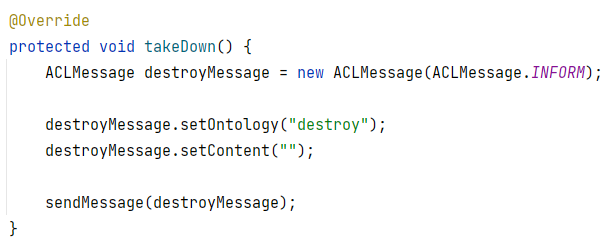 @Override
protected void takeDown() {
    ACLMessage destroyMessage = new ACLMessage(ACLMessage.INFORM);
    destroyMessage.setOntology("destroy");
    destroyMessage.setContent("");
    sendMessage(destroyMessage);
}